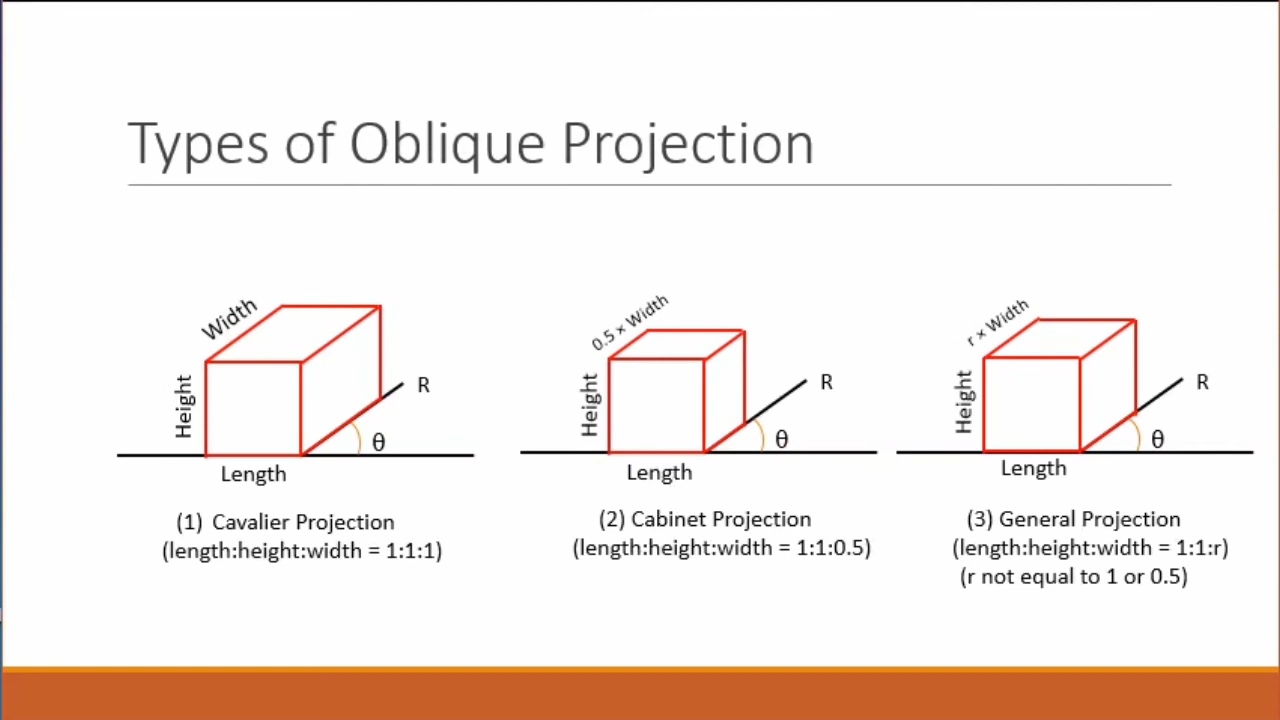 Types of Oblique Projection
Width
Height
Length
R
θ
(1) Cavalier Projection
(length:height:width = 1:1:1)
0.5 x Width
Height
Length
R
θ
(2) Cabinet Projection
(length:height:width = 1:1:0.5)
r x Width
Height
Length
R
θ
(3) General Projection
(length:height:width = 1:1:r)
(r not equal to 1 or 0.5)